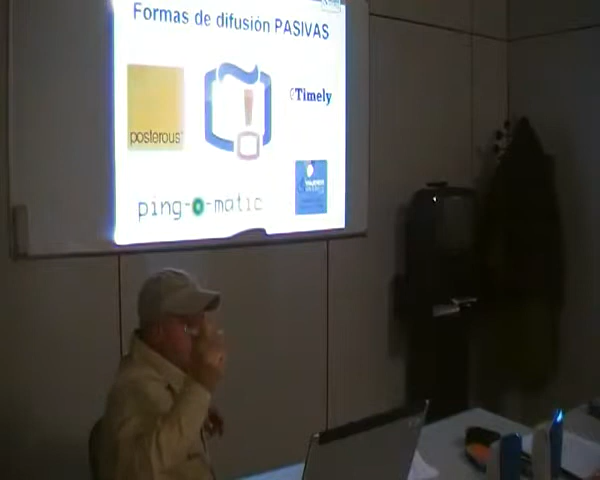 Formas de difusión PASIVAS
posterous
Timely
ping-o-matic